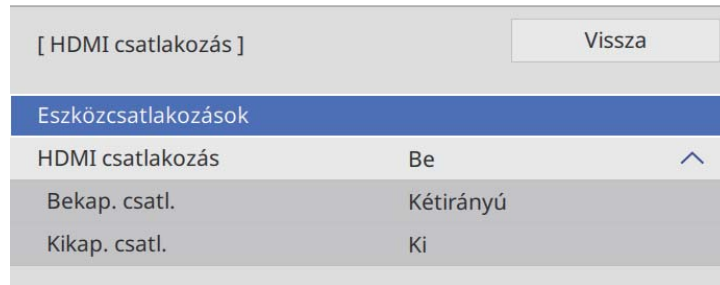 [ HDMI csatlakozás ] Vissza
Eszközcsatlakozások
HDMI csatlakozás Be
Bekap. csatl. Kétirányú
Kikap. csatl. Ki